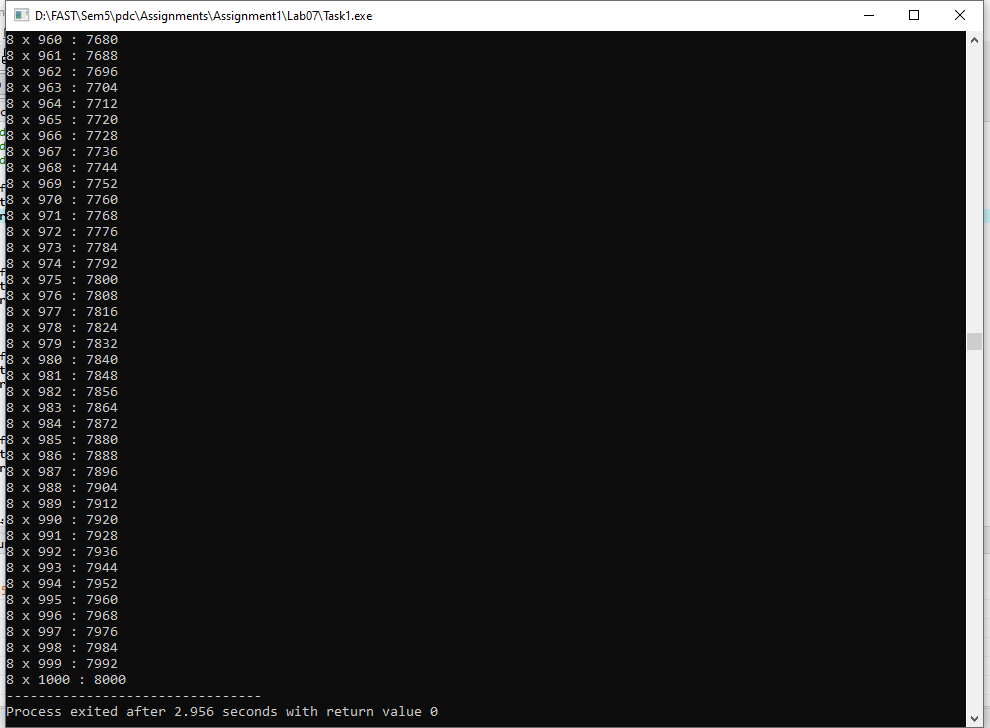 D:\FAST\Sem5\pdc\Assignments\Assignment1\Lab07\Task1.exe
8 x 960 : 7680
8 x 961 : 7688
8 x 962 : 7696
8 x 963 : 7704
8 x 964 : 7712
8 x 965 : 7720
8 x 966 : 7728
8 x 967 : 7736
8 x 968 : 7744
8 x 969 : 7752
8 x 970 : 7760
8 x 971 : 7768
8 x 972 : 7776
8 x 973 : 7784
8 x 974 : 7792
8 x 975 : 7800
8 x 976 : 7808
8 x 977 : 7816
8 x 978 : 7824
8 x 979 : 7832
8 x 980 : 7840
8 x 981 : 7848
8 x 982 : 7856
8 x 983 : 7864
8 x 984 : 7872
8 x 985 : 7880
8 x 986 : 7888
8 x 987 : 7896
8 x 988 : 7904
8 x 989 : 7912
8 x 990 : 7920
8 x 991 : 7928
8 x 992 : 7936
8 x 993 : 7944
8 x 994 : 7952
8 x 995 : 7960
8 x 996 : 7968
8 x 997 : 7976
8 x 998 : 7984
8 x 999 : 7992
8 x 1000 : 8000
--------------------------------
Process exited after 2.956 seconds with return value 0